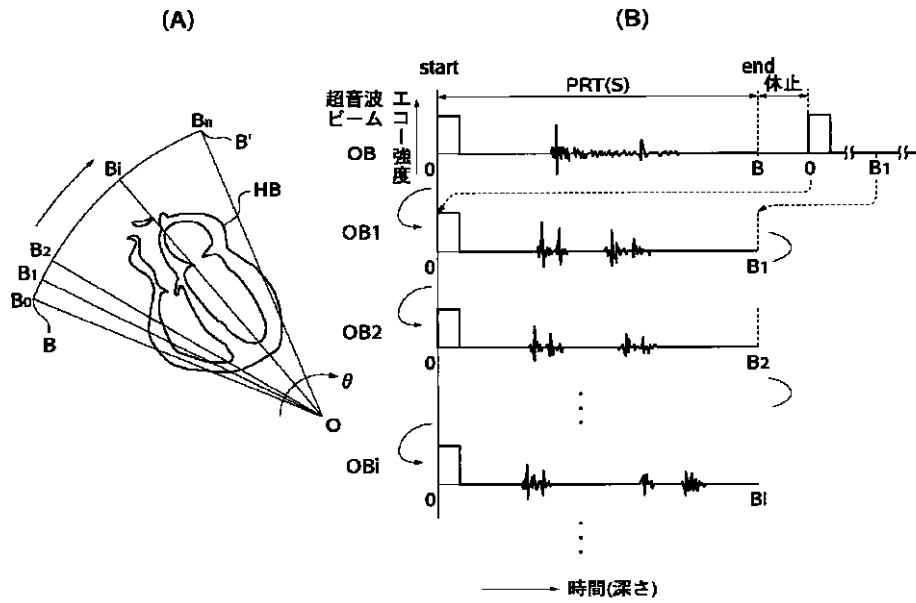 (A)
(B)
Bn
B'
Bi
HB
B2
B1
B0
B
θ
O
start
end
休止
PRT(S)
超音波
ビーム
エコー強度
OB
0
B
0
B1
OB1
0
B1
OB2
0
B2
OBi
0
Bi
時間(深さ)